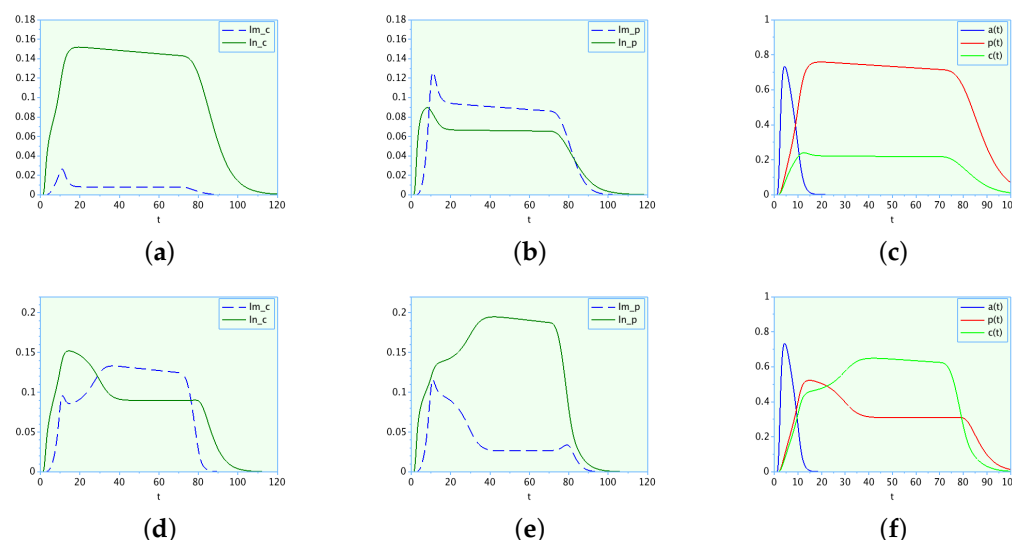 0.18
0.16
0.14
0.12
0.1
0.08
0.06
0.04
0.02
0
0 20 40 60 80 100 120
t
Im_c
In_c
(a)
0.18
0.16
0.14
0.12
0.1
0.08
0.06
0.04
0.02
0
0 20 40 60 80 100 120
t
Im_p
In_p
(b)
1
0.8
0.6
0.4
0.2
0
0 10 20 30 40 50 60 70 80 90 100
t
a(t)
p(t)
c(t)
(c)
0.2
0.15
0.1
0.05
0
0 20 40 60 80 100 120
t
Im_c
In_c
(d)
0.2
0.15
0.1
0.05
0
0 20 40 60 80 100 120
t
Im_p
In_p
(e)
1
0.8
0.6
0.4
0.2
0
0 10 20 30 40 50 60 70 80 90 100
t
a(t)
p(t)
c(t)
(f)